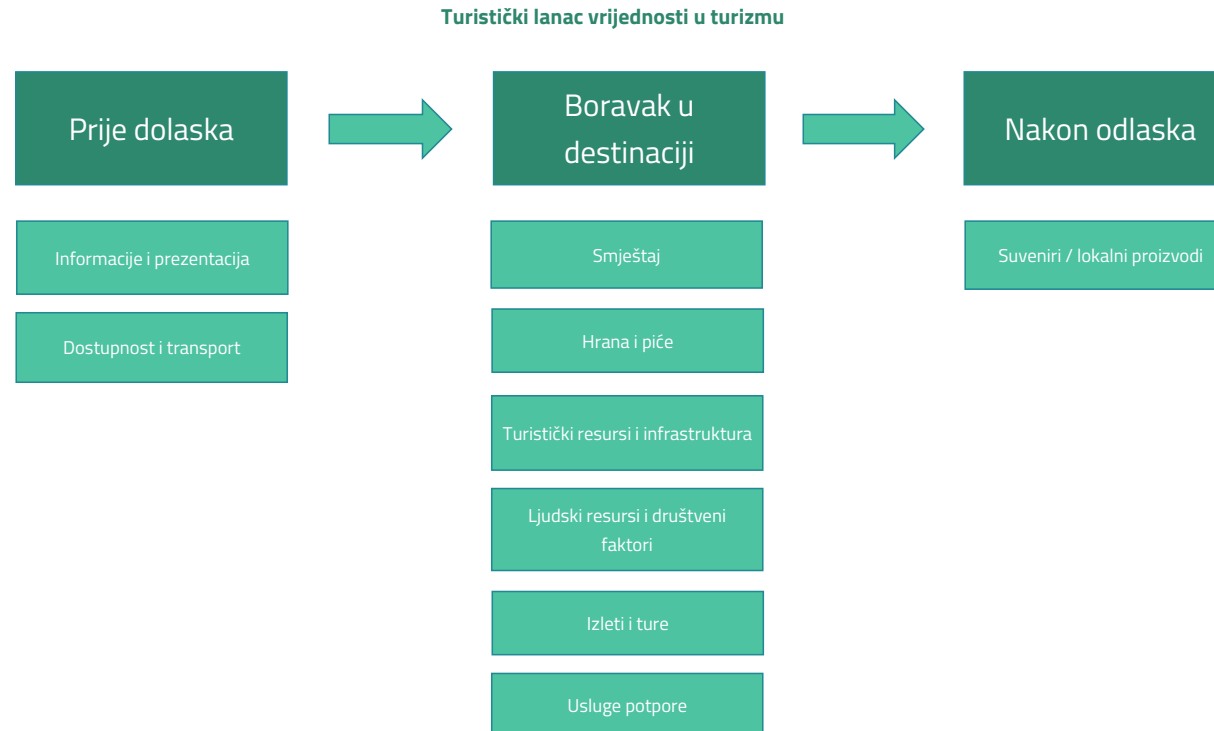 Turistički lanac vrijednosti u turizmu
Prije dolaska
Boravak u
destinaciji
Nakon odlaska
Informacije i prezentacija
Dostupnost i transport
Smještaj
Hrana i piće
Turistički resursi i infrastruktura
Ljudski resursi i društveni
faktori
Izleti i ture
Usluge potpore
Suveniri / lokalni proizvodi